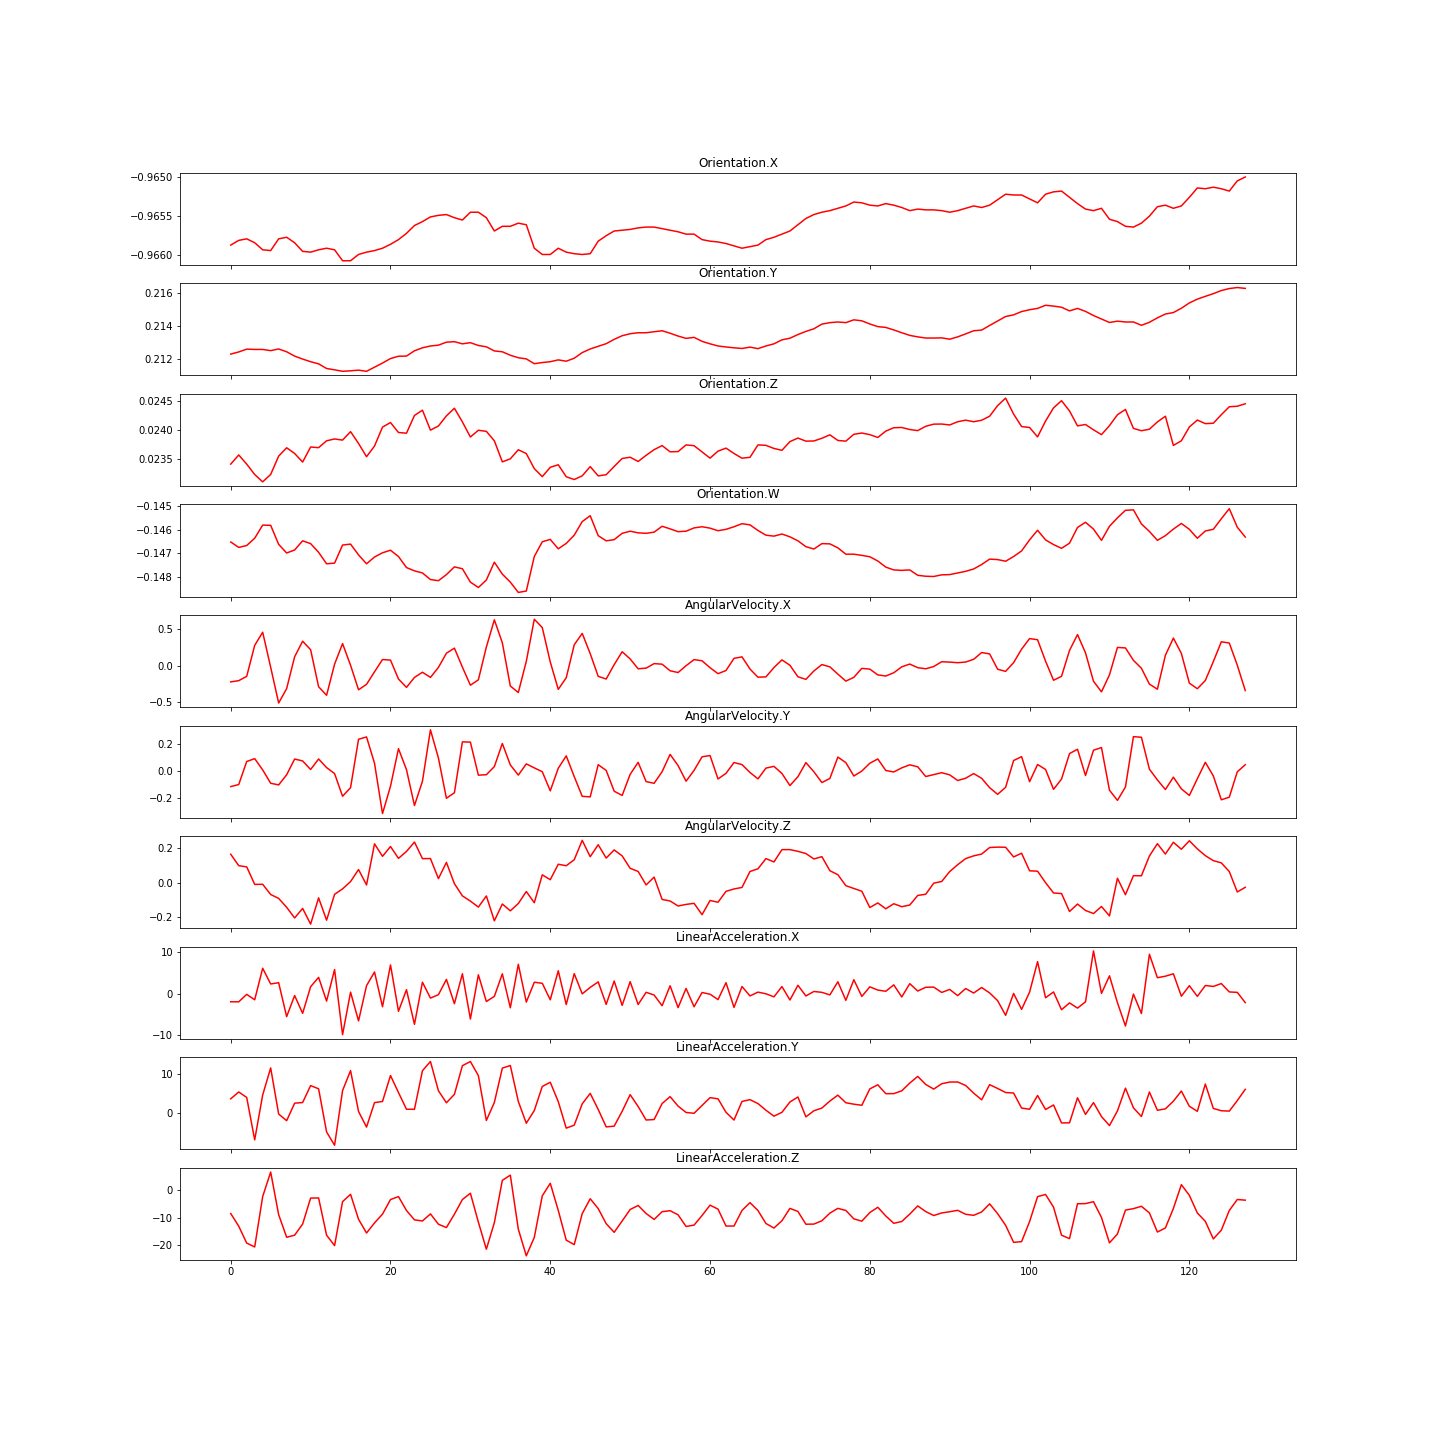 Orientation.X
−0.9650
−0.9655
−0.9660
Orientation.Y
0.216
0.214
0.212
Orientation.Z
0.0245
0.0240
0.0235
Orientation.W
−0.145
−0.146
−0.147
−0.148
AngularVelocity.X
0.5
0.0
−0.5
AngularVelocity.Y
0.2
0.0
−0.2
AngularVelocity.Z
0.2
0.0
−0.2
LinearAcceleration.X
10
0
−10
LinearAcceleration.Y
10
0
LinearAcceleration.Z
0
−10
−20
0 20 40 60 80 100 120